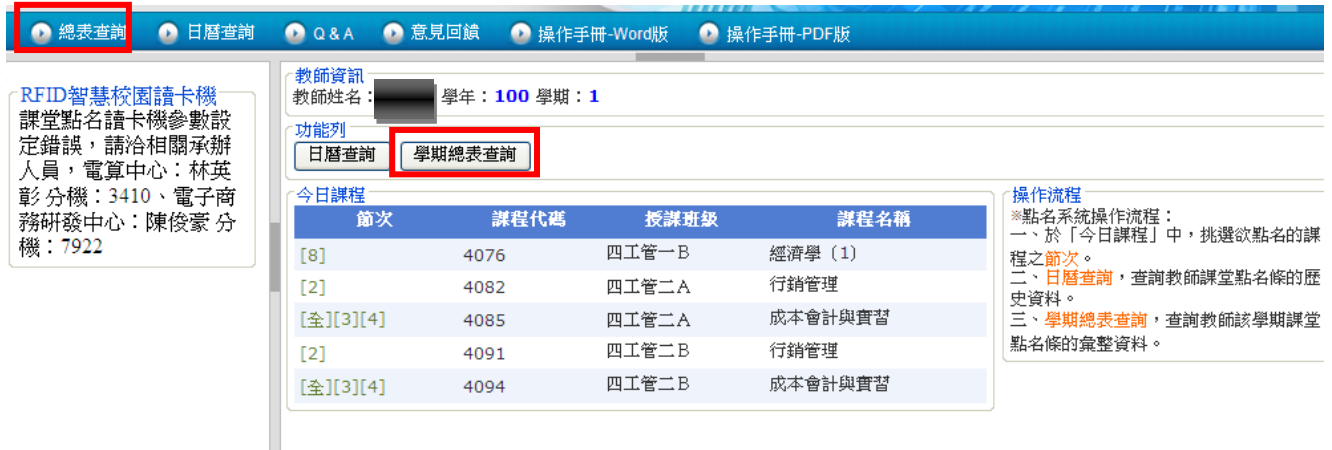 總表查詢 日曆查詢 Q & A 意見回饋 操作手冊-Word版 操作手冊-PDF版
RFID智慧校園讀卡機
課堂點名讀卡機參數設
定錯誤，請洽相關承辦
人員，電算中心：林英
彰 分機：3410、電子商
務研發中心：陳俊豪 分
機：7922
教師資訊
教師姓名： 學年：100 學期：1
功能列
日曆查詢 學期總表查詢
今日課程
節次 課程代碼 授課班級 課程名稱
[8] 4076 四工管一B 經濟學（1）
[2] 4082 四工管二A 行銷管理
[全][3][4] 4085 四工管二A 成本會計與實習
[2] 4091 四工管二B 行銷管理
[全][3][4] 4094 四工管二B 成本會計與實習
操作流程
※點名系統操作流程：
一、於「今日課程」中，挑選欲點名的課
程之節次。
二、日曆查詢，查詢教師課堂點名條的歷
史資料。
三、學期總表查詢，查詢教師該學期課堂
點名條的彙整資料。